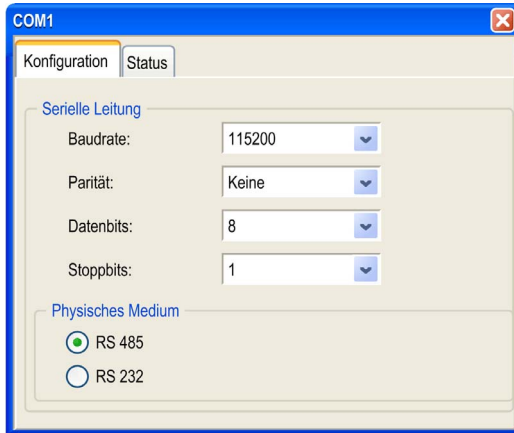 COM1
Konfiguration Status
Serielle Leitung
Baudrate: 115200
Parität: Keine
Datenbits: 8
Stoppbits: 1
Physisches Medium
RS 485
RS 232